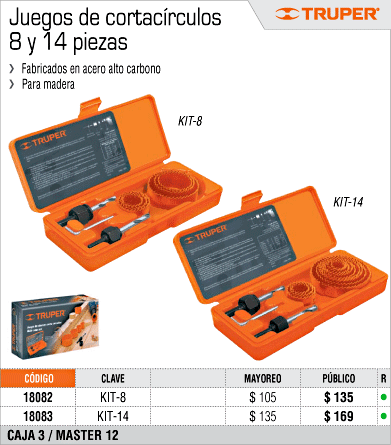 Juegos de cortacírculos
8 y 14 piezas
TRUPER®
› Fabricados en acero alto carbono
› Para madera
KIT-8
TRUPER
KIT-14
TRUPER
TRUPER
CÓDIGO CLAVE MAYOREO PÚBLICO R
18082 KIT-8 $ 105 $ 135
18083 KIT-14 $ 135 $ 169
CAJA 3 / MASTER 12